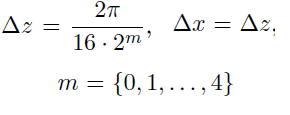 Δz = 2π / (16 · 2^m), Δx = Δz,
m = {0, 1, . . . , 4}